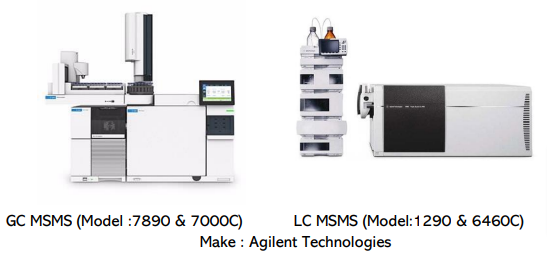 GC MSMS (Model :7890 & 7000C)
LC MSMS (Model:1290 & 6460C)
Make : Agilent Technologies